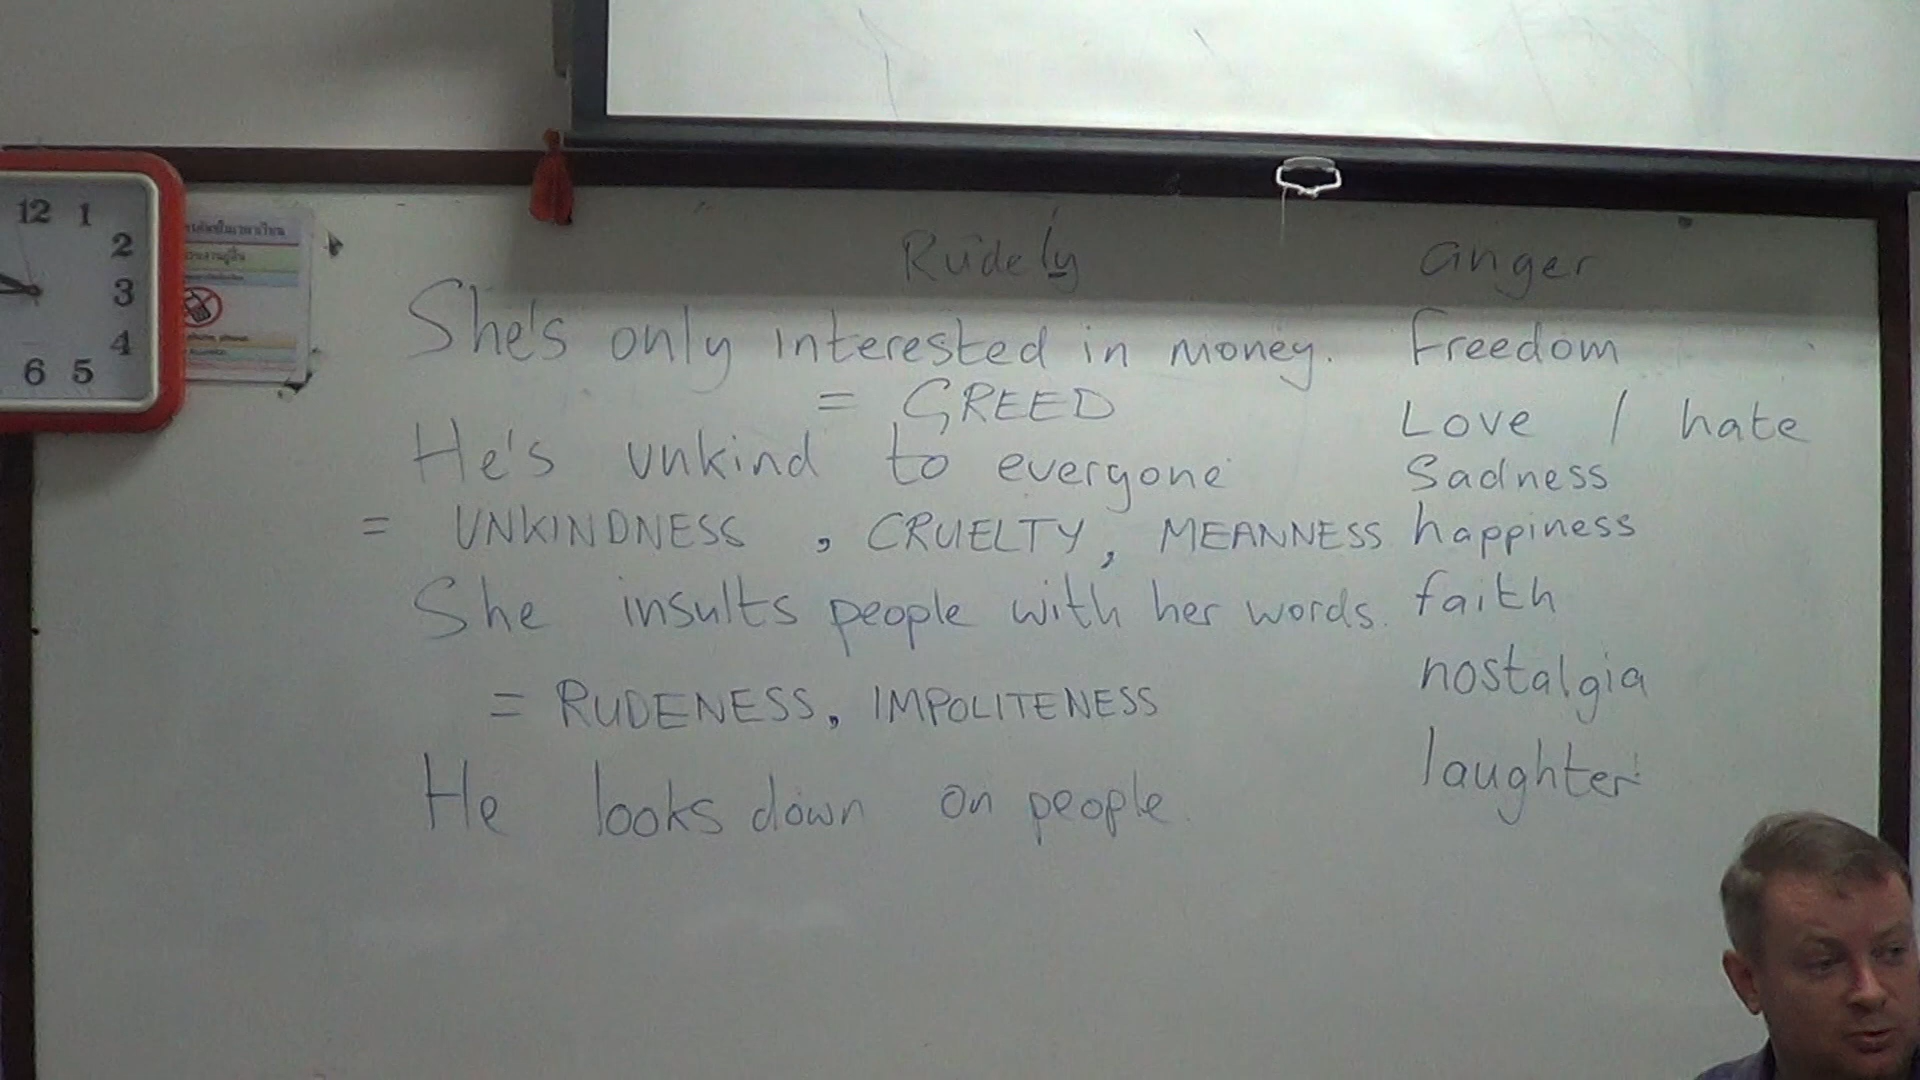 12 1
2
3
4
5
6
Rudely
anger
She's only interested in money.
= GREED
He's unkind to everyone
= UNKINDNESS, CRUELTY, MEANNESS
She insults people with her words.
= RUDENESS, IMPOLITENESS
He looks down on people.
Freedom
Love / hate
Sadness
happiness
faith
nostalgia
laughter